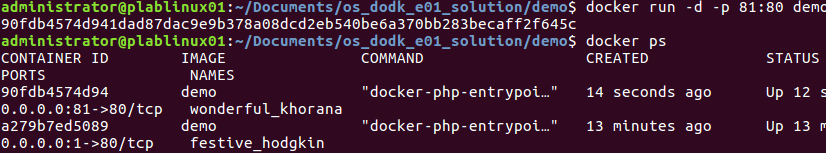 administrator@plablinux01:~/Documents/os_dodk_e01_solution/demo$ docker run -d -p 81:80 demo
90fdb4574d941dad87dac9e9b378a08dcd2eb540be6a370bb283becaff2f645c
administrator@plablinux01:~/Documents/os_dodk_e01_solution/demo$ docker ps
CONTAINER ID        IMAGE               COMMAND                  CREATED             STATUS
PORTS                NAMES
90fdb4574d94        demo                "docker-php-entrypoi…"   14 seconds ago      Up 12 s
0.0.0.0:81->80/tcp   wonderful_khorana
a279b7ed5089        demo                "docker-php-entrypoi…"   13 minutes ago      Up 13 m
0.0.0.0:1->80/tcp    festive_hodgkin